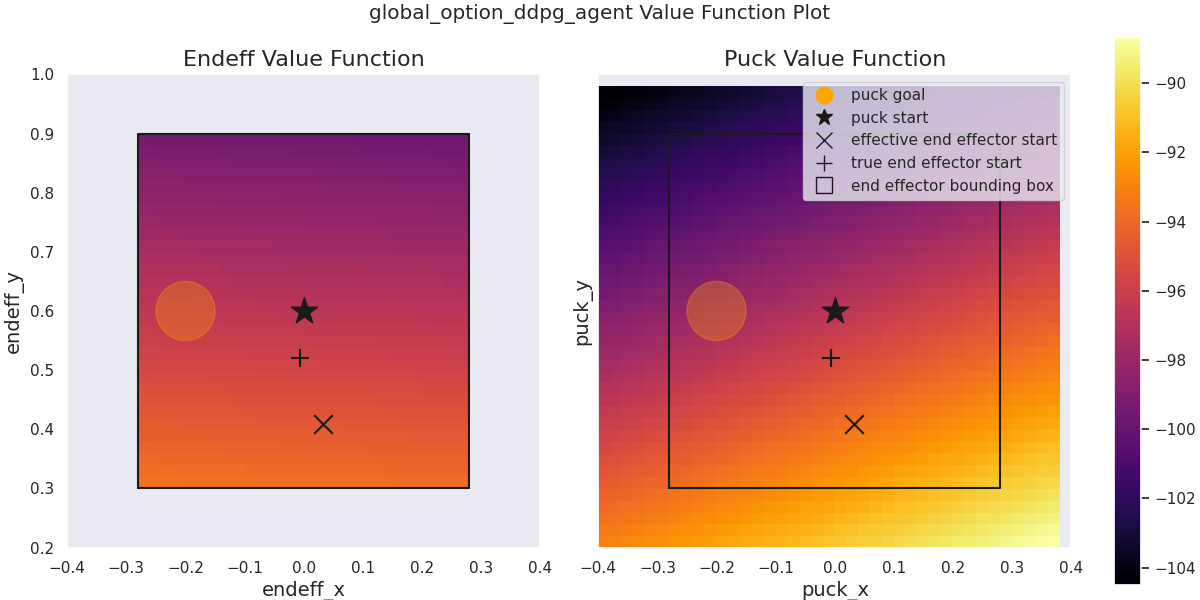 global_option_ddpg_agent Value Function Plot
Endeff Value Function
1.0
0.9
0.8
0.7
0.6
0.5
0.4
0.3
0.2
endeff_y
−0.4 −0.3 −0.2 −0.1 0.0 0.1 0.2 0.3 0.4
endeff_x
Puck Value Function
puck goal
puck start
effective end effector start
true end effector start
end effector bounding box
puck_y
−0.4 −0.3 −0.2 −0.1 0.0 0.1 0.2 0.3 0.4
puck_x
−90
−92
−94
−96
−98
−100
−102
−104